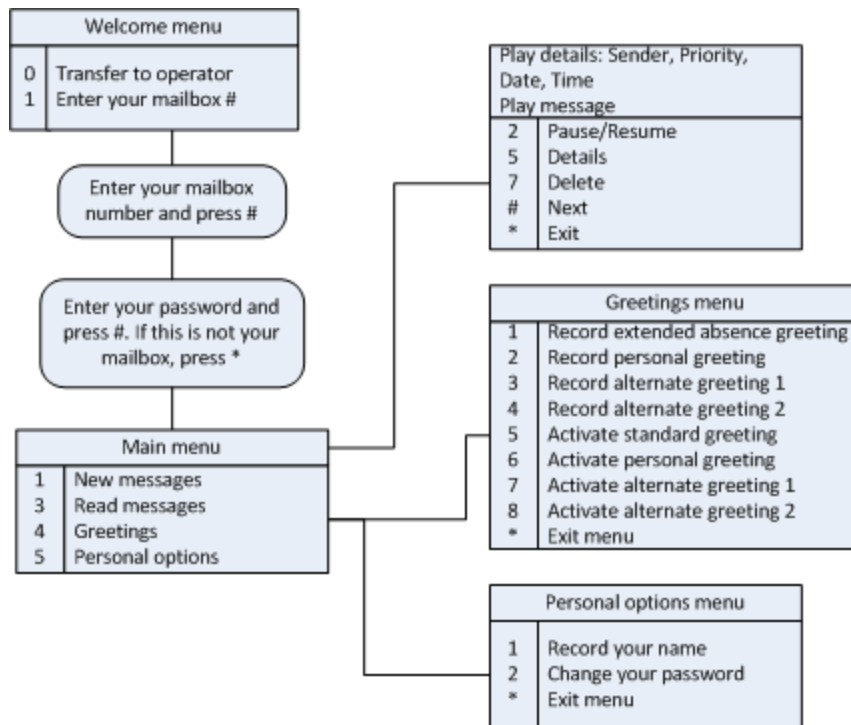 Welcome menu
0 Transfer to operator
1 Enter your mailbox #
Enter your mailbox
number and press #
Enter your password and
press #. If this is not your
mailbox, press *
Main menu
1 New messages
3 Read messages
4 Greetings
5 Personal options
Play details: Sender, Priority,
Date, Time
Play message
2 Pause/Resume
5 Details
7 Delete
# Next
* Exit
Greetings menu
1 Record extended absence greeting
2 Record personal greeting
3 Record alternate greeting 1
4 Record alternate greeting 2
5 Activate standard greeting
6 Activate personal greeting
7 Activate alternate greeting 1
8 Activate alternate greeting 2
* Exit menu
Personal options menu
1 Record your name
2 Change your password
* Exit menu